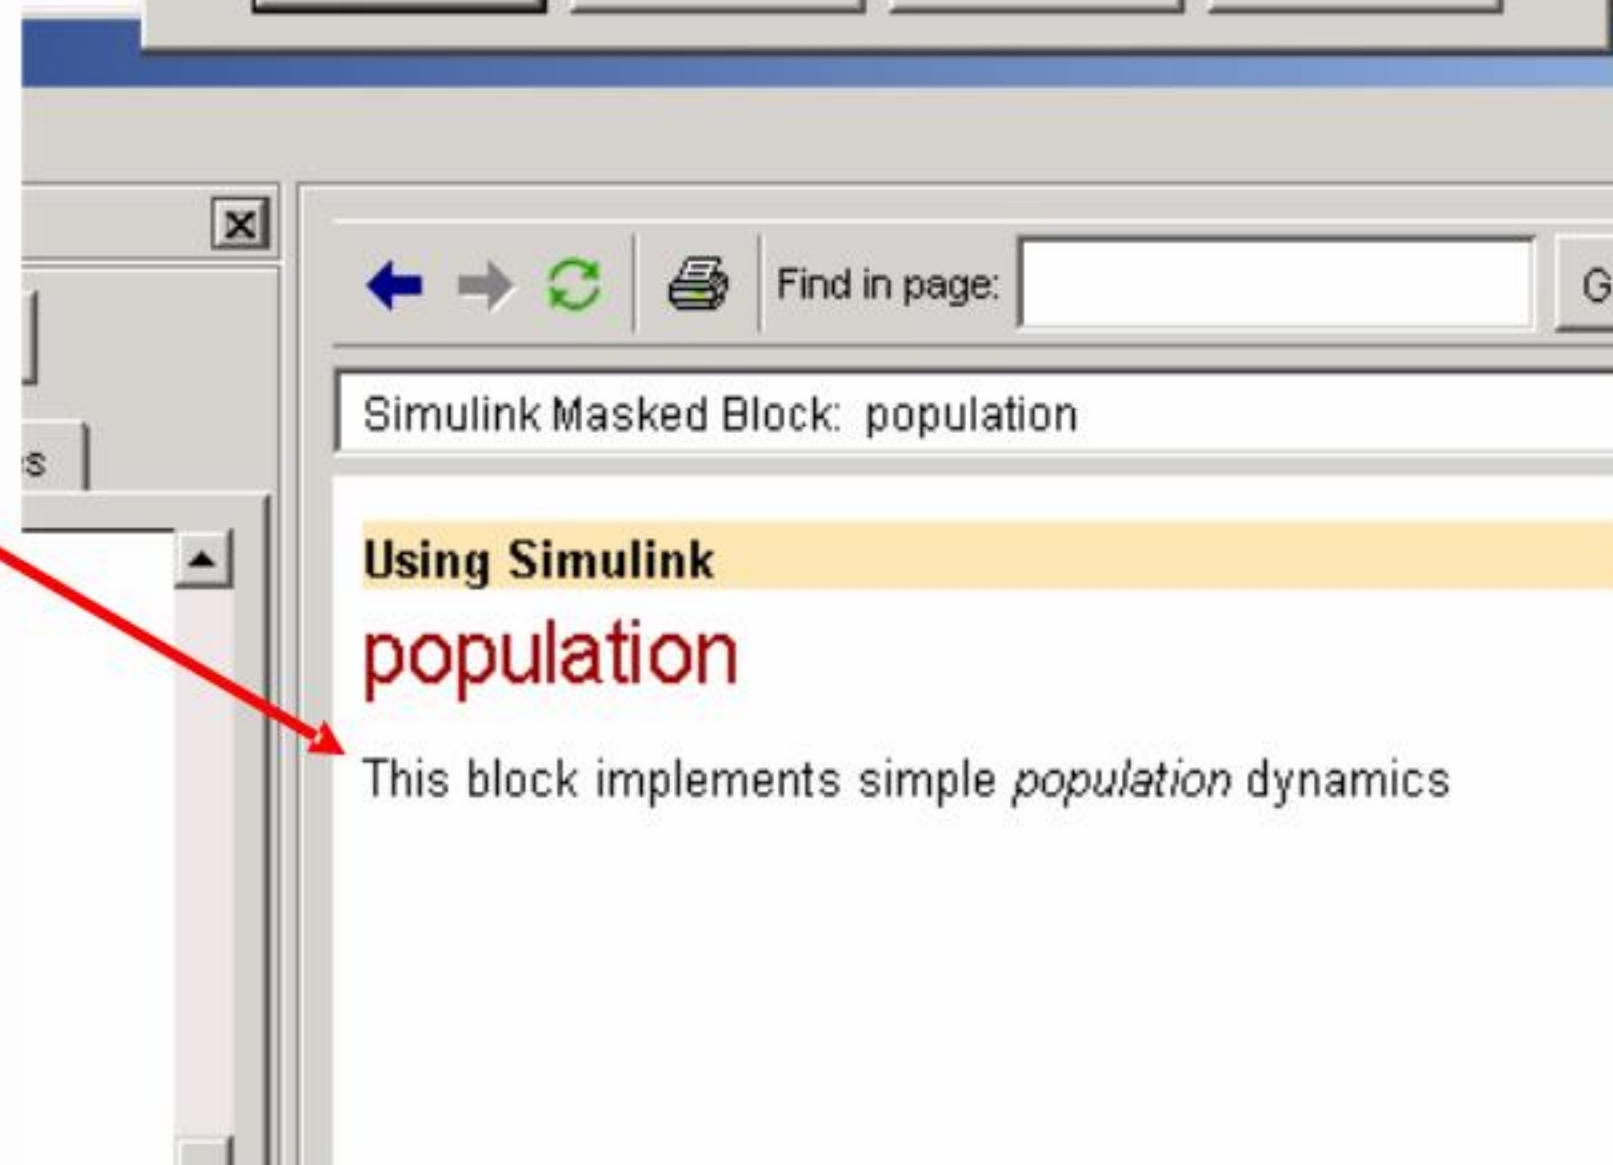 Find in page:
G
Simulink Masked Block: population
s
Using Simulink
population
This block implements simple population dynamics